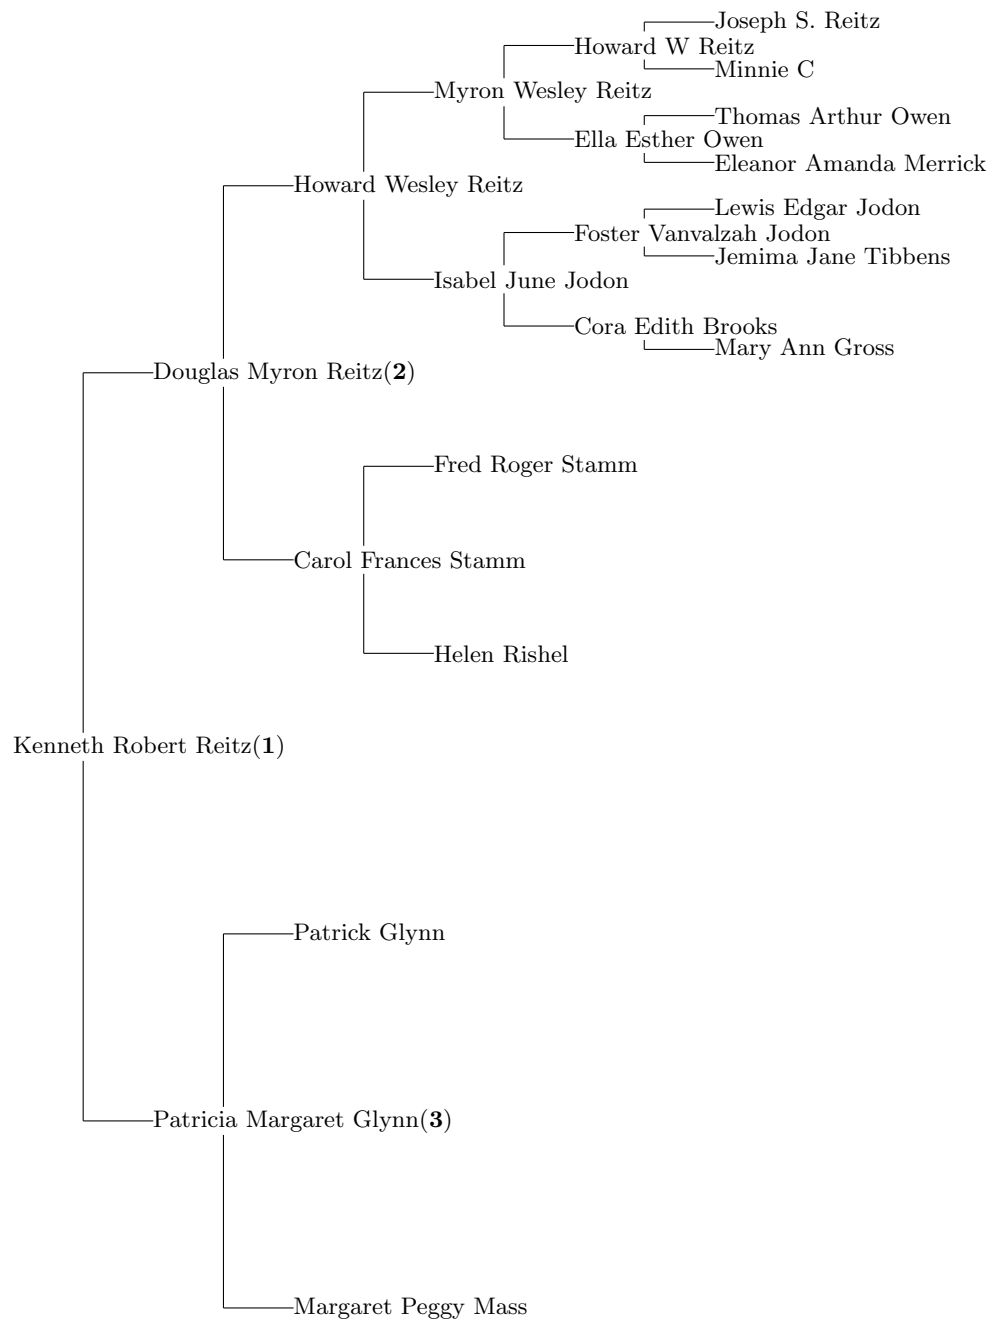 Joseph S. Reitz
Howard W Reitz
Minnie C
Myron Wesley Reitz
Thomas Arthur Owen
Ella Esther Owen
Eleanor Amanda Merrick
Howard Wesley Reitz
Lewis Edgar Jodon
Foster Vanvalzah Jodon
Jemima Jane Tibbens
Isabel June Jodon
Cora Edith Brooks
Mary Ann Gross
Douglas Myron Reitz(2)
Fred Roger Stamm
Carol Frances Stamm
Helen Rishel
Kenneth Robert Reitz(1)
Patrick Glynn
Patricia Margaret Glynn(3)
Margaret Peggy Mass